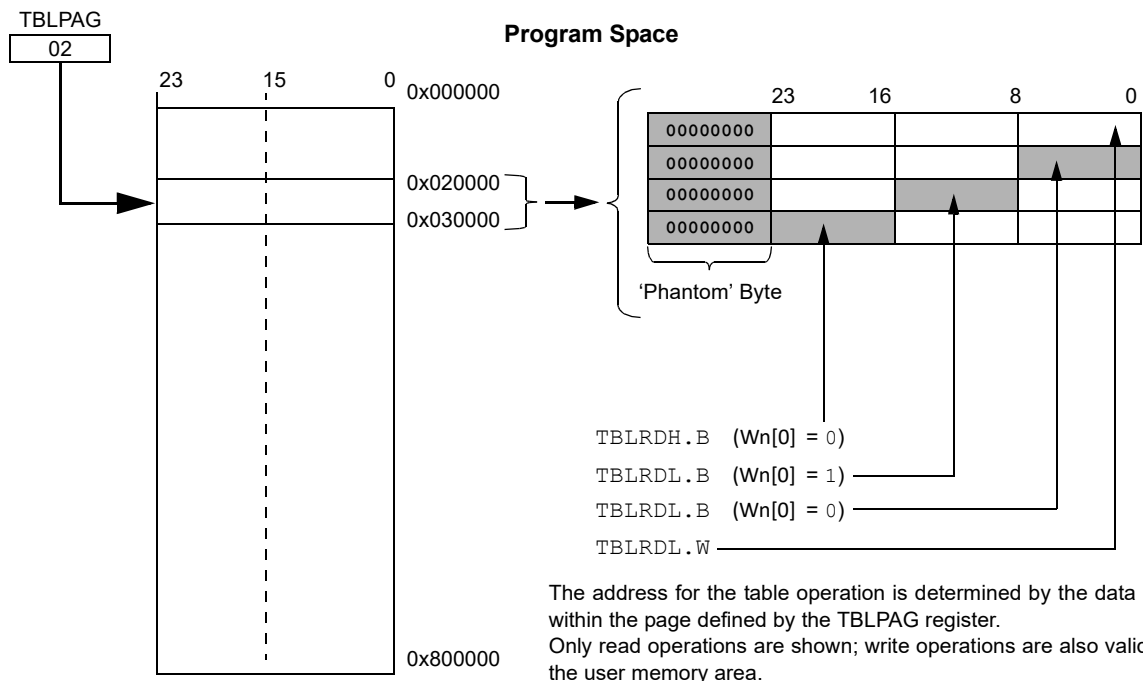 TBLPAG
02
Program Space
23 15 0
0x000000
0x020000
0x030000
0x800000
23 16 8 0
00000000
00000000
00000000
00000000
‘Phantom’ Byte
TBLRDH.B (Wn[0] = 0)
TBLRDL.B (Wn[0] = 1)
TBLRDL.B (Wn[0] = 0)
TBLRDL.W
The address for the table operation is determined by the data
within the page defined by the TBLPAG register.
Only read operations are shown; write operations are also valid
the user memory area.